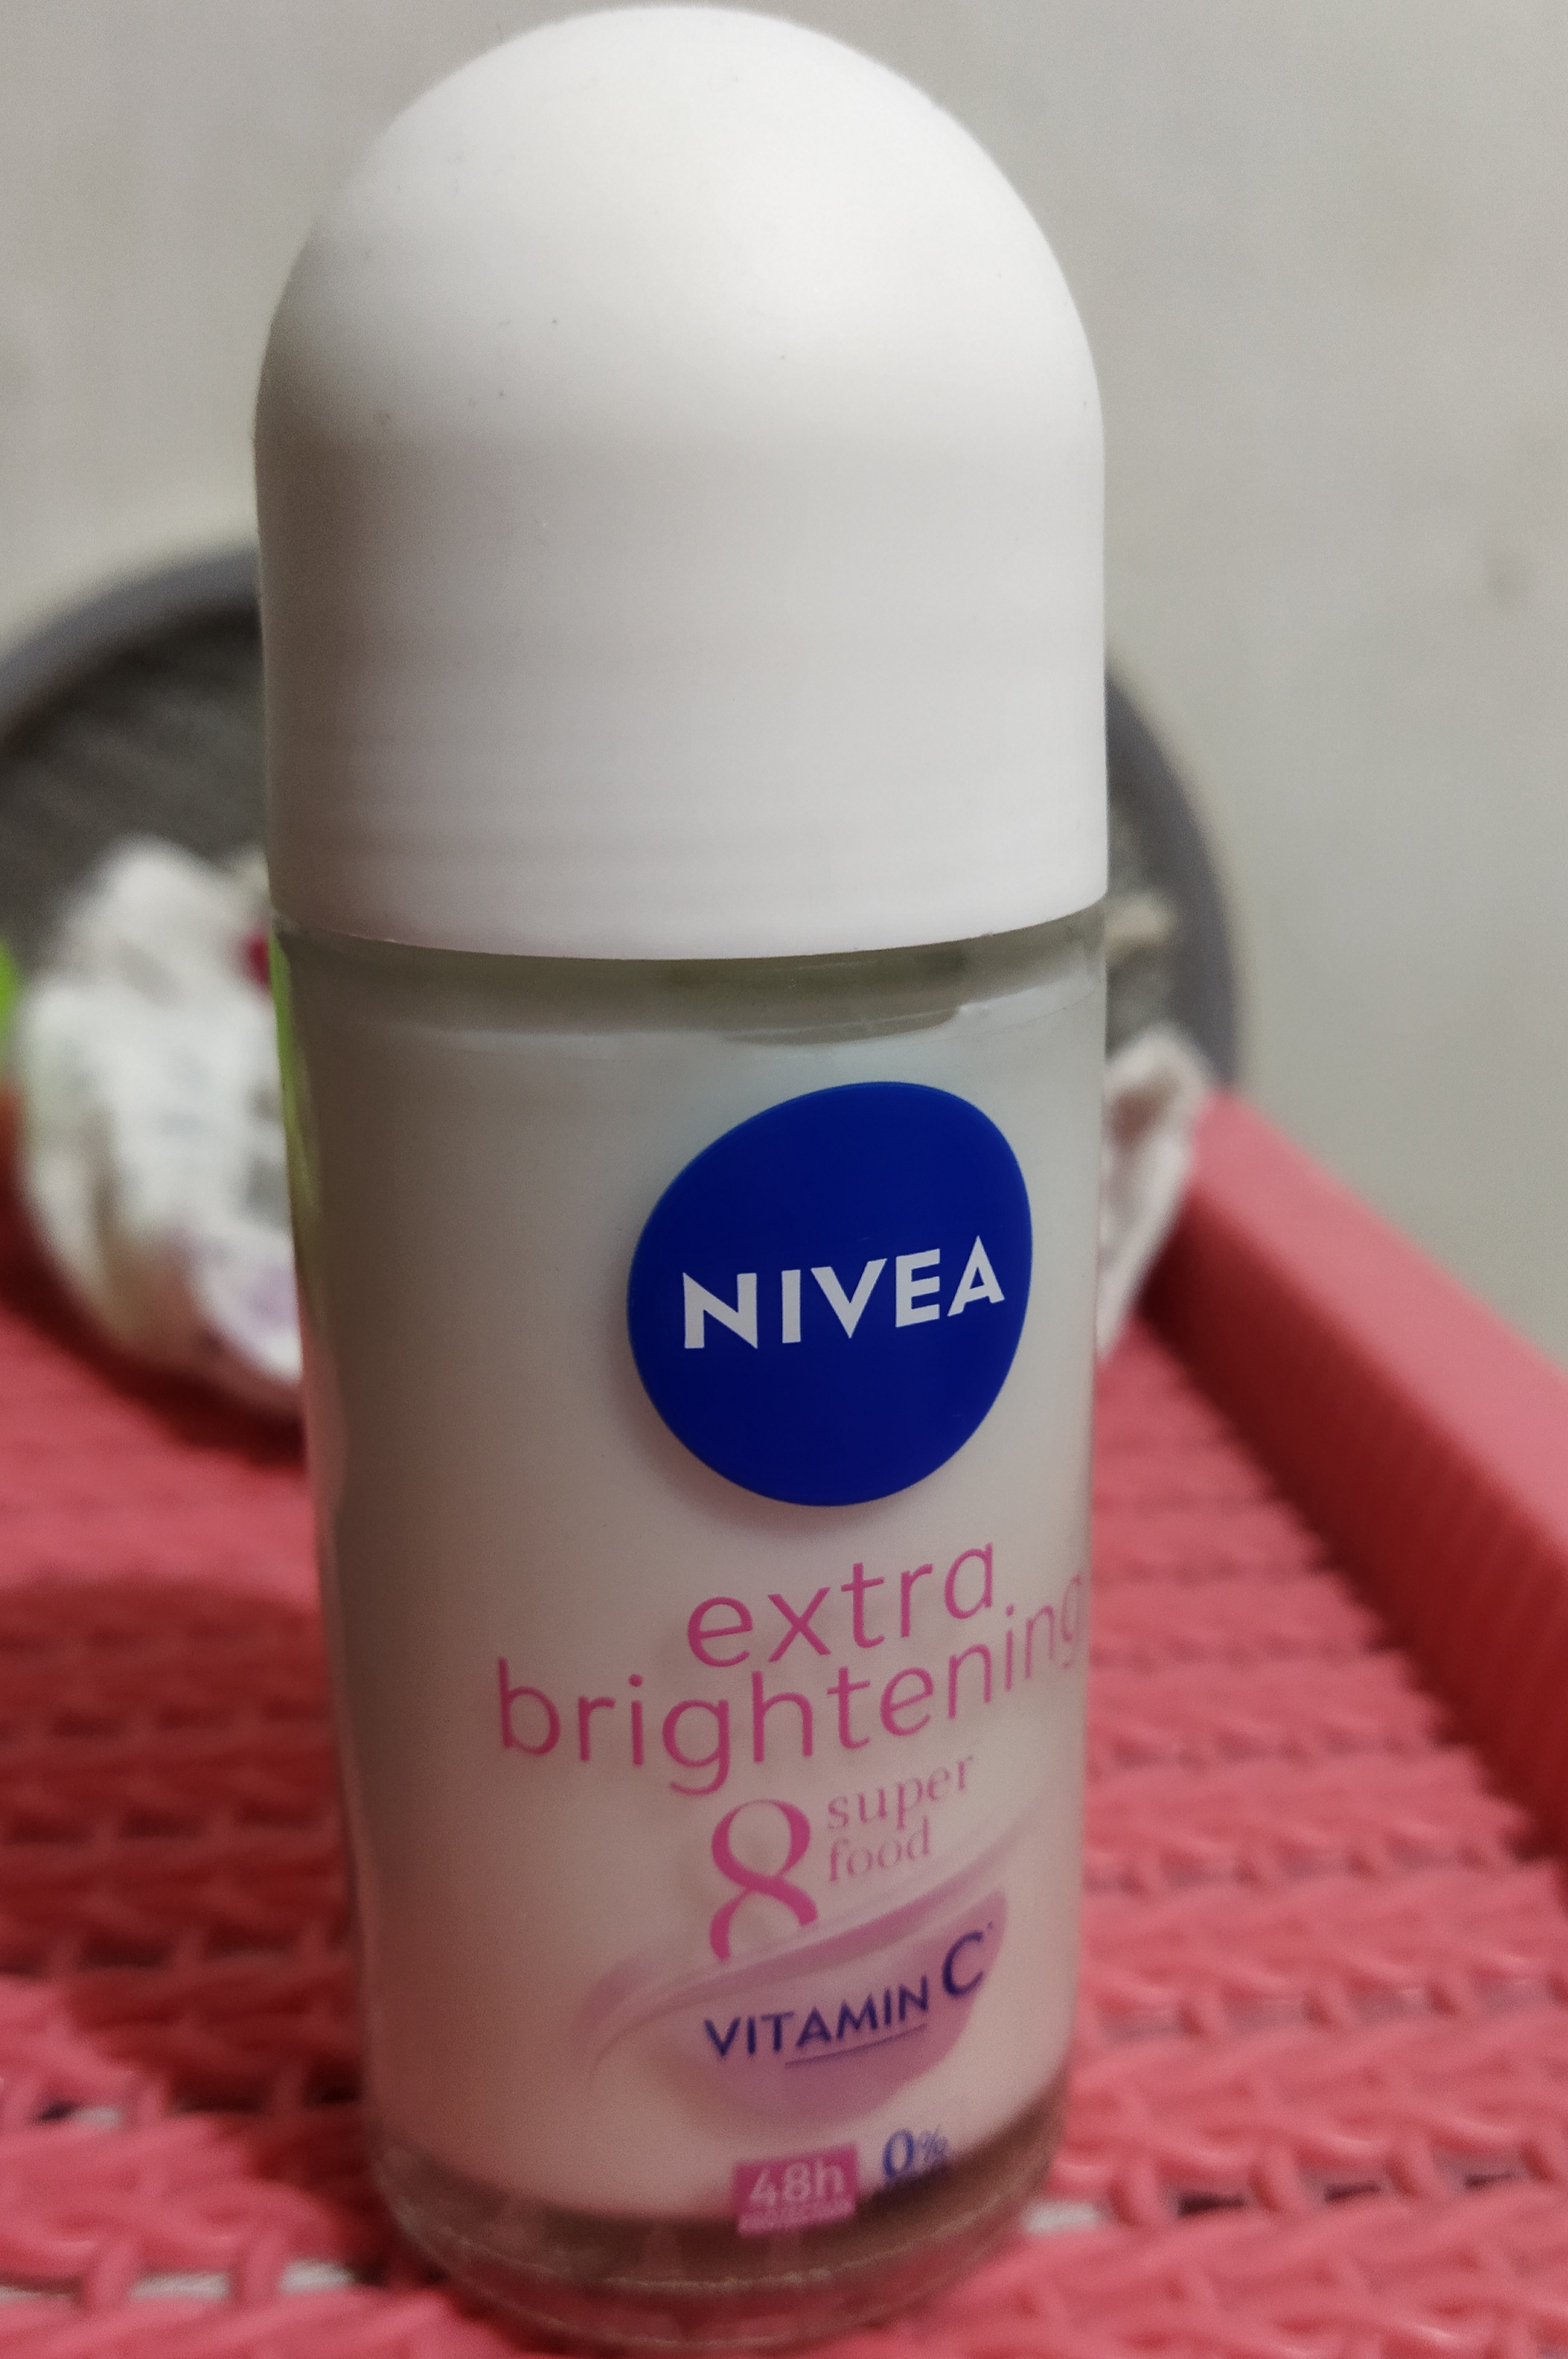 NIVEA
extra
brightening
8 super
food
VITAMIN C
48h
0%